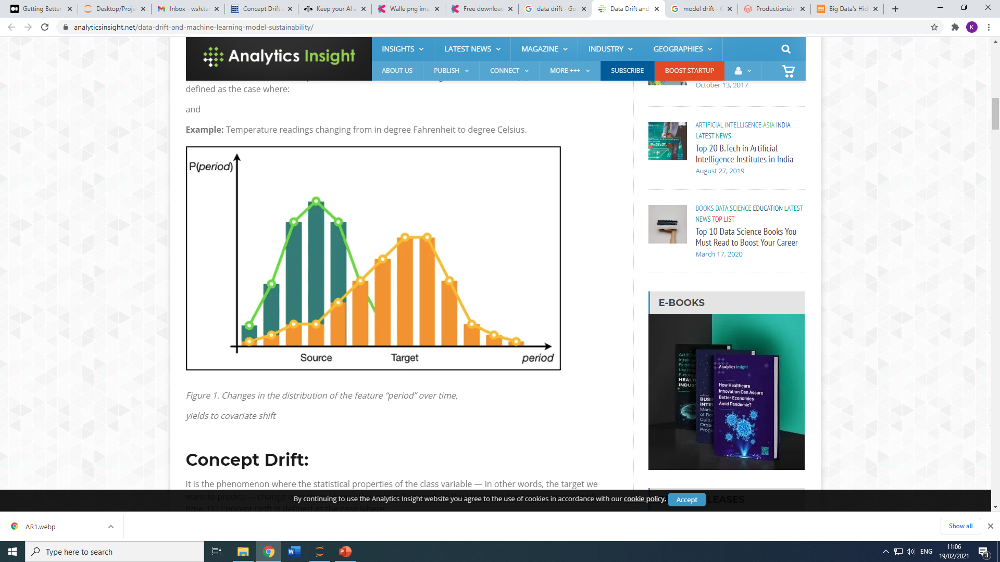 Getting Better
Desktop/Proje
Inbox - wsh.ta
Concept Drift
Keep your AI a
Walle png ima
Free download
data drift - Go
Data Drift and
model drift - G
Productionizin
Big Data's Hid
analyticsinsight.net/data-drift-and-machine-learning-model-sustainability/
K
Analytics Insight
INSIGHTS
LATEST NEWS
MAGAZINE
INDUSTRY
GEOGRAPHIES
ABOUT US
PUBLISH
CONNECT
MORE +++
SUBSCRIBE
BOOST STARTUP
defined as the case where:
and
Example: Temperature readings changing from in degree Fahrenheit to degree Celsius.
P(period)
Source
Target
period
Figure 1. Changes in the distribution of the feature “period” over time,
yields to covariate shift
Concept Drift:
It is the phenomenon where the statistical properties of the class variable — in other words, the target we
want to predict — change
time. [1] Concept Drift is defined as the case where:
October 13, 2017
ARTIFICIAL INTELLIGENCE ASIA INDIA
LATEST NEWS
Top 20 B.Tech in Artificial
Intelligence Institutes in India
August 27, 2019
BOOKS DATA SCIENCE EDUCATION LATEST
NEWS TOP LIST
Top 10 Data Science Books You
Must Read to Boost Your Career
March 17, 2020
E-BOOKS
Analytics Insight
How Healthcare
Innovation Can Assure
Better Economics
Amid Pandemic?
LEASES
By continuing to use the Analytics Insight website you agree to the use of cookies in accordance with our cookie policy.
Accept
AR1.webp
Show all
Type here to search
ENG
11:06
19/02/2021
3